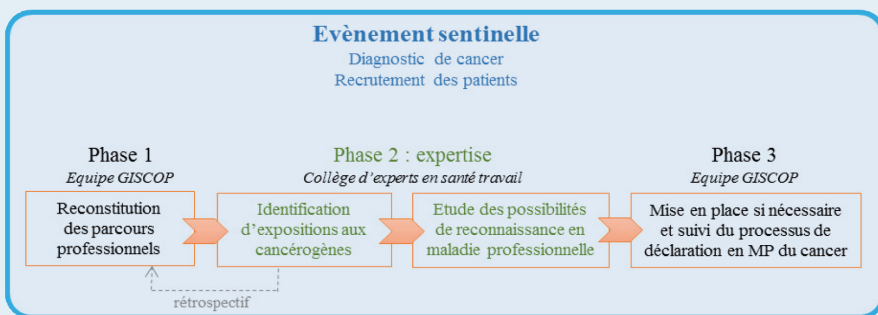 Evènement sentinelle
Diagnostic de cancer
Recrutement des patients
Phase 1
Equipe GISCOP
Reconstitution
des parcours
professionnels
Phase 2 : expertise
Collège d'experts en santé travail
Identification
d'expositions aux
cancérogènes
Etude des possibilités
de reconnaissance en
maladie professionnelle
Phase 3
Equipe GISCOP
Mise en place si nécessaire
et suivi du processus de
déclaration en MP du cancer
rétrospectif